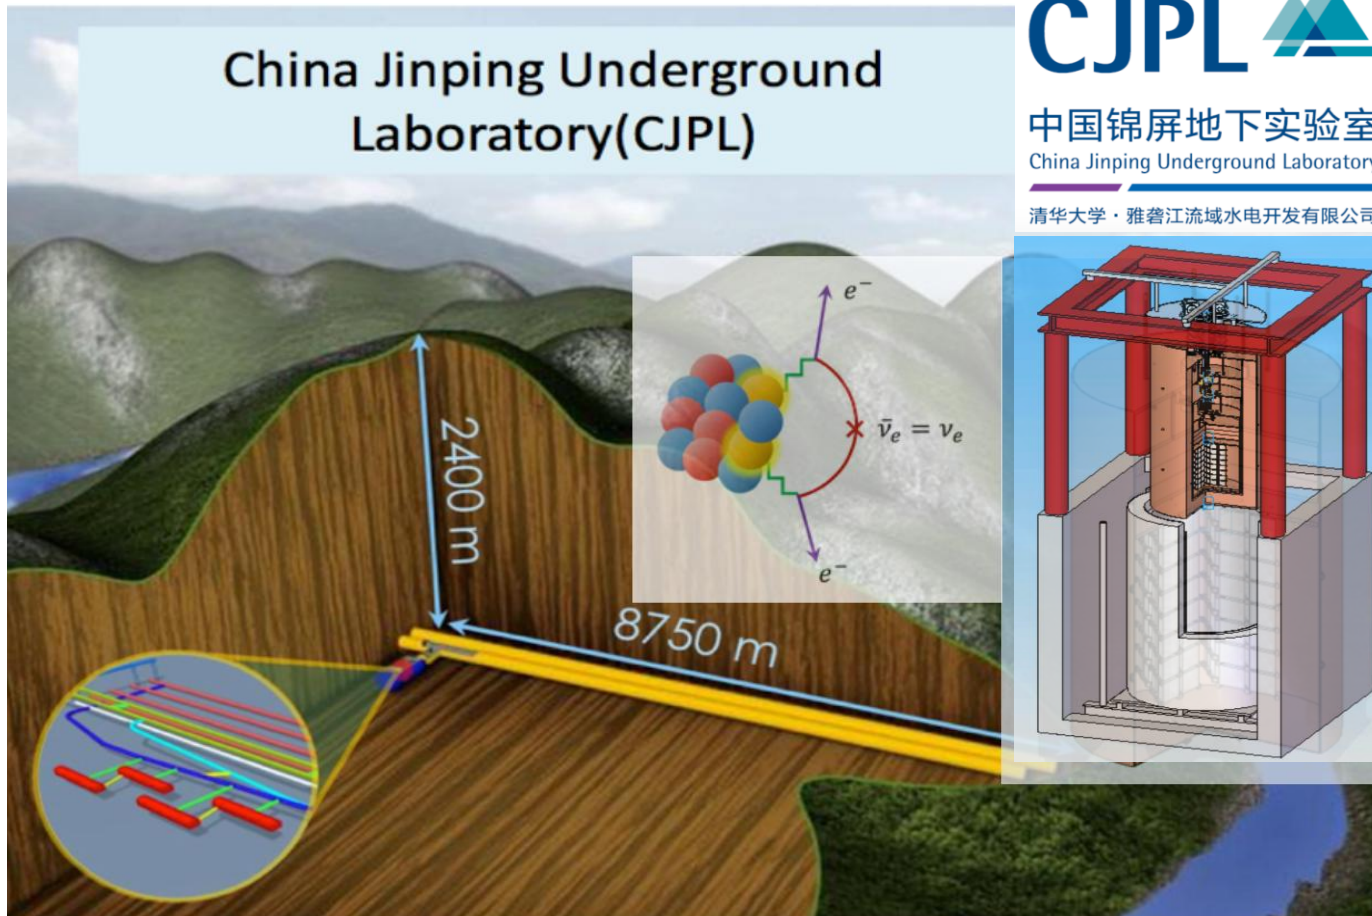 China Jinping Underground
Laboratory(CJPL)
CJPL
中国锦屏地下实验室
China Jinping Underground Laboratory
清华大学·雅砻江流域水电开发有限公司
e⁻
ν̄ₑ = νₑ
e⁻
2400 m
8750 m